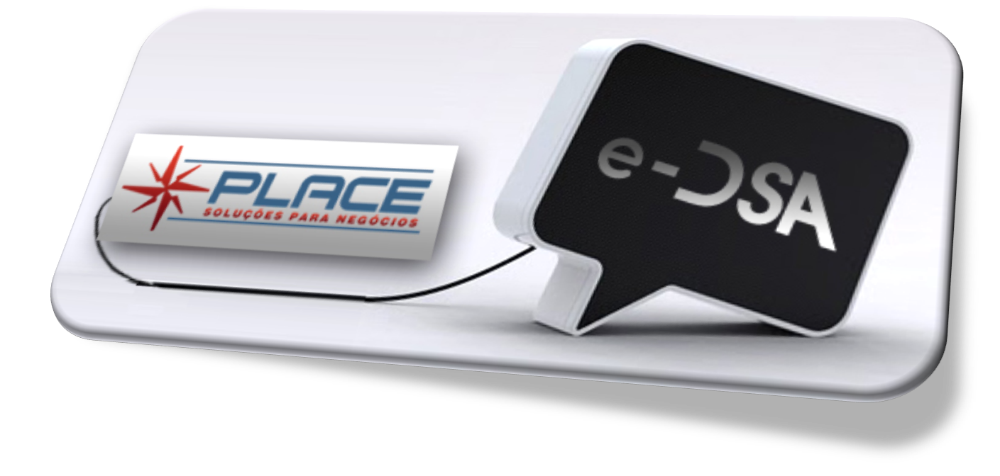 PLACE
SOLUÇÕES PARA NEGÓCIOS
e-DSA